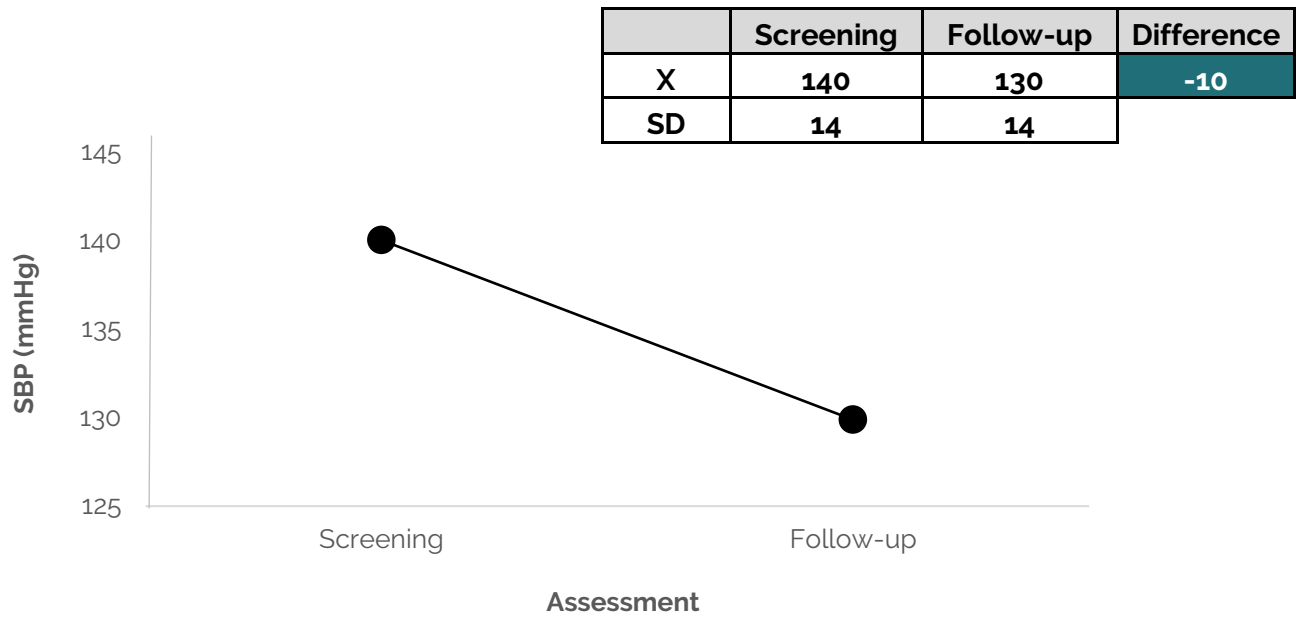 Screening Follow-up Difference
X 140 130 -10
SD 14 14
145
140
135
130
125
SBP (mmHg)
Screening Follow-up
Assessment